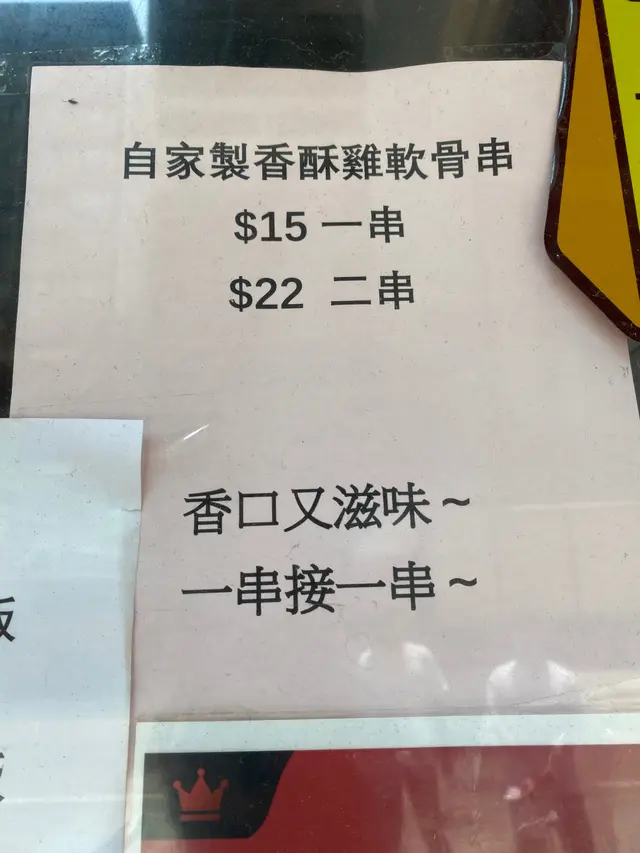 自家製香酥雞軟骨串
$15 一串
$22 二串
香口又滋味~
一串接一串~